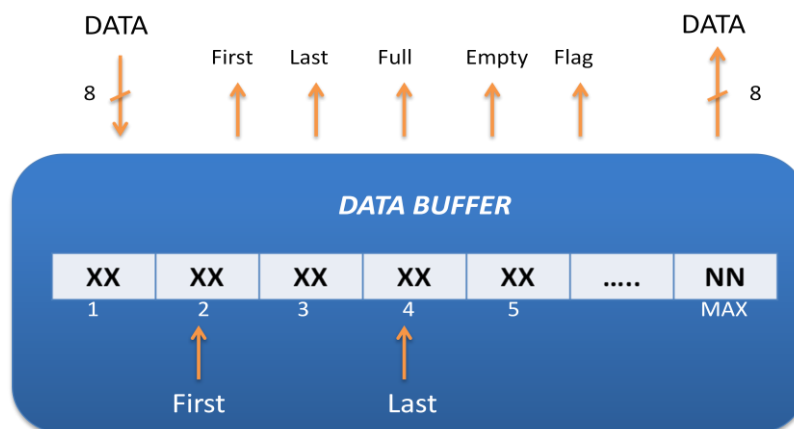 DATA DATA
First Last Full Empty Flag
8 8
DATA BUFFER
XX XX XX XX XX ..... NN
1 2 3 4 5 MAX
First Last